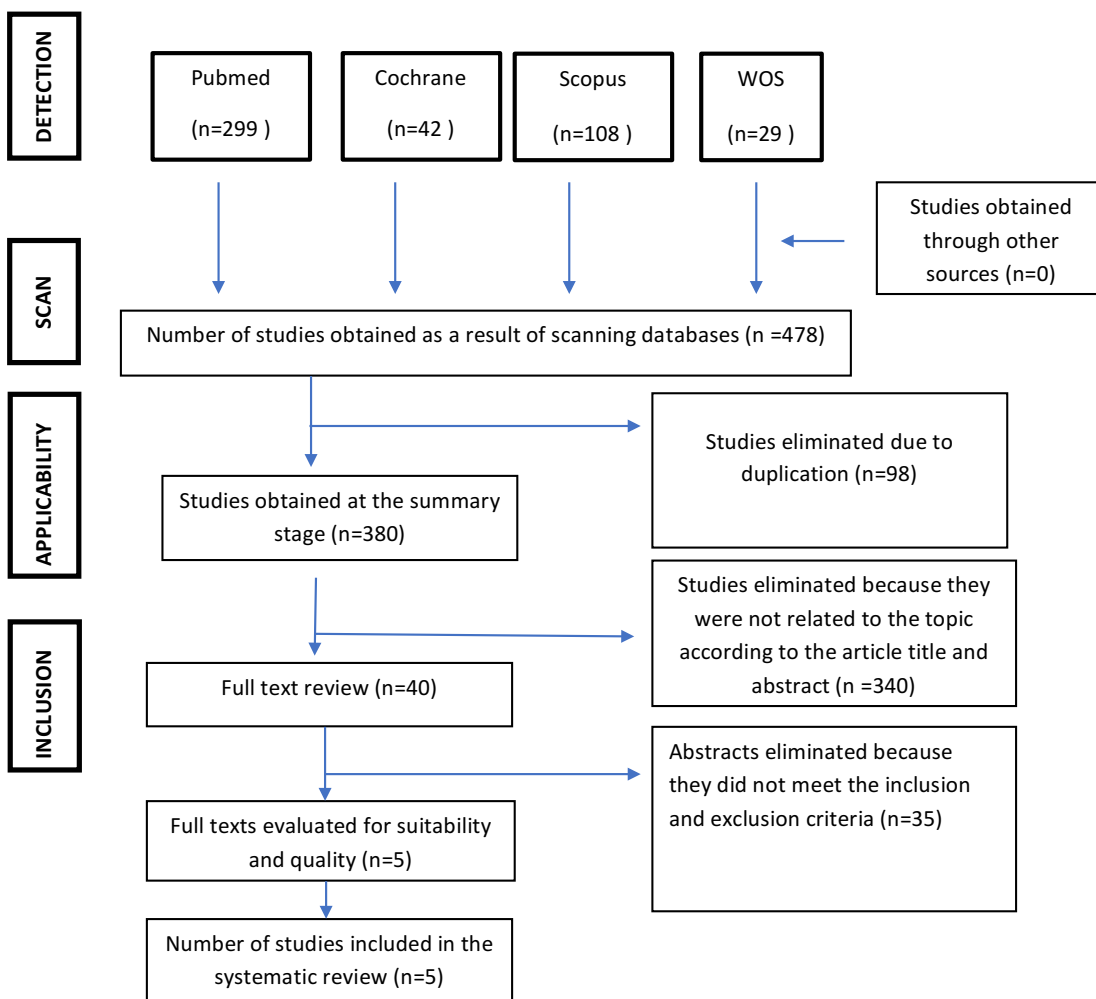 DETECTION
Pubmed
(n=299 )
Cochrane
(n=42 )
Scopus
(n=108 )
WOS
(n=29 )
Studies obtained
through other
sources (n=0)
SCAN
Number of studies obtained as a result of scanning databases (n =478)
APPLICABILITY
Studies eliminated due to
duplication (n=98)
Studies obtained at the summary
stage (n=380)
Studies eliminated because they
were not related to the topic
according to the article title and
abstract (n =340)
INCLUSION
Full text review (n=40)
Abstracts eliminated because
they did not meet the inclusion
and exclusion criteria (n=35)
Full texts evaluated for suitability
and quality (n=5)
Number of studies included in the
systematic review (n=5)